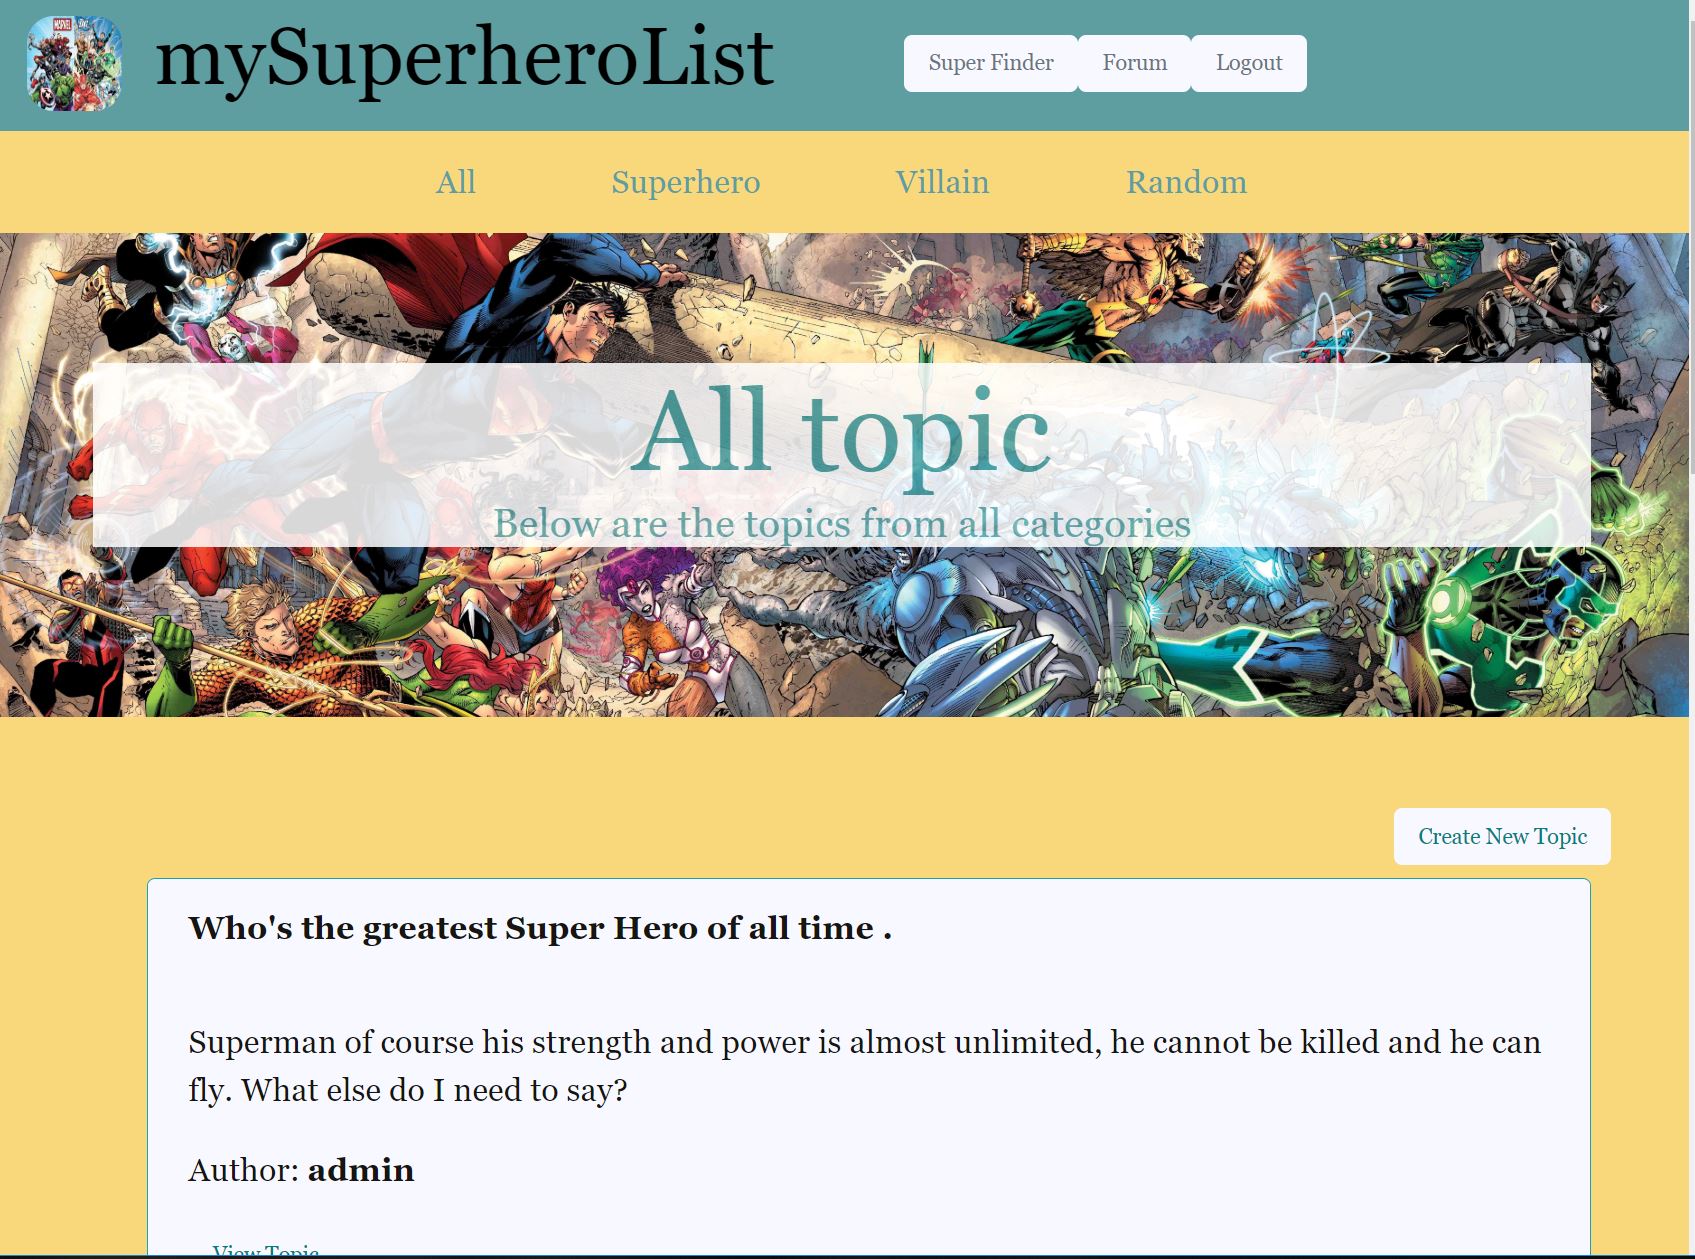 MARVEL
mySuperheroList
Super Finder Forum Logout
All Superhero Villain Random
All topic
Below are the topics from all categories
Create New Topic
Who's the greatest Super Hero of all time .
Superman of course his strength and power is almost unlimited, he cannot be killed and he can
fly. What else do I need to say?
Author: admin
View Topic